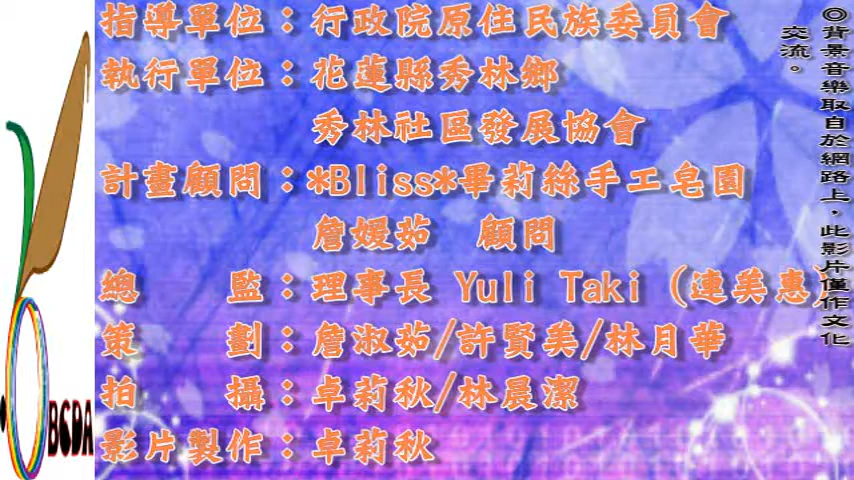 指導單位：行政院原住民族委員會
執行單位：花蓮縣秀林鄉
秀林社區發展協會
計畫顧問：*Bliss*畢莉絲手工皂園
詹媛茹 顧問
總 監：理事長 Yuli Taki (連美惠)
策 劃：詹淑茹/許賢美/林月華
拍 攝：卓莉秋/林晨潔
影片製作：卓莉秋
◎背景音樂取自於網路上，此影片僅作文化
交流。
BSDA